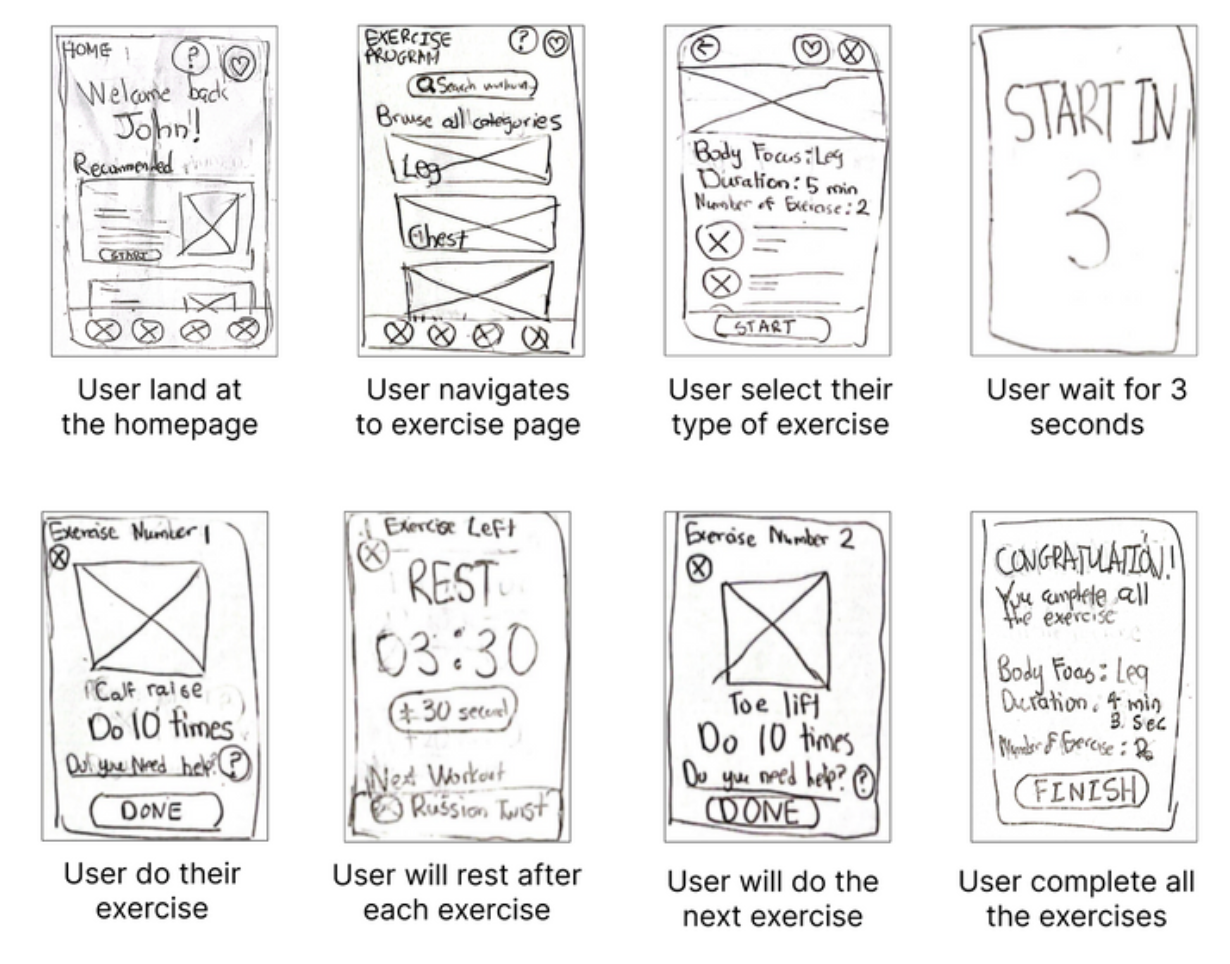 HOME
?
Welcome back
John!
Recommended
START
User land at
the homepage
EXERCISE
PROGRAM
?
Search
Browse all categories
Leg
Chest
User navigates
to exercise page
Body Focus: Leg
Duration: 5 min
Number of Exercise: 2
START
User select their
type of exercise
START IN
3
User wait for 3
seconds
Exercise Number 1
Calf raise
Do 10 times
Do you Need help? ?
DONE
User do their
exercise
Exercise Left
REST
03:30
± 30 second
Next Workout
Russion Twist
User will rest after
each exercise
Exercise Number 2
Toe lift
Do 10 times
Do you need help? ?
DONE
User will do the
next exercise
CONGRATULATION!
You complete all
the exercise
Body Focus: Leg
Duration: 4 min
3 Sec
Number of Exercise: 2
FINISH
User complete all
the exercises